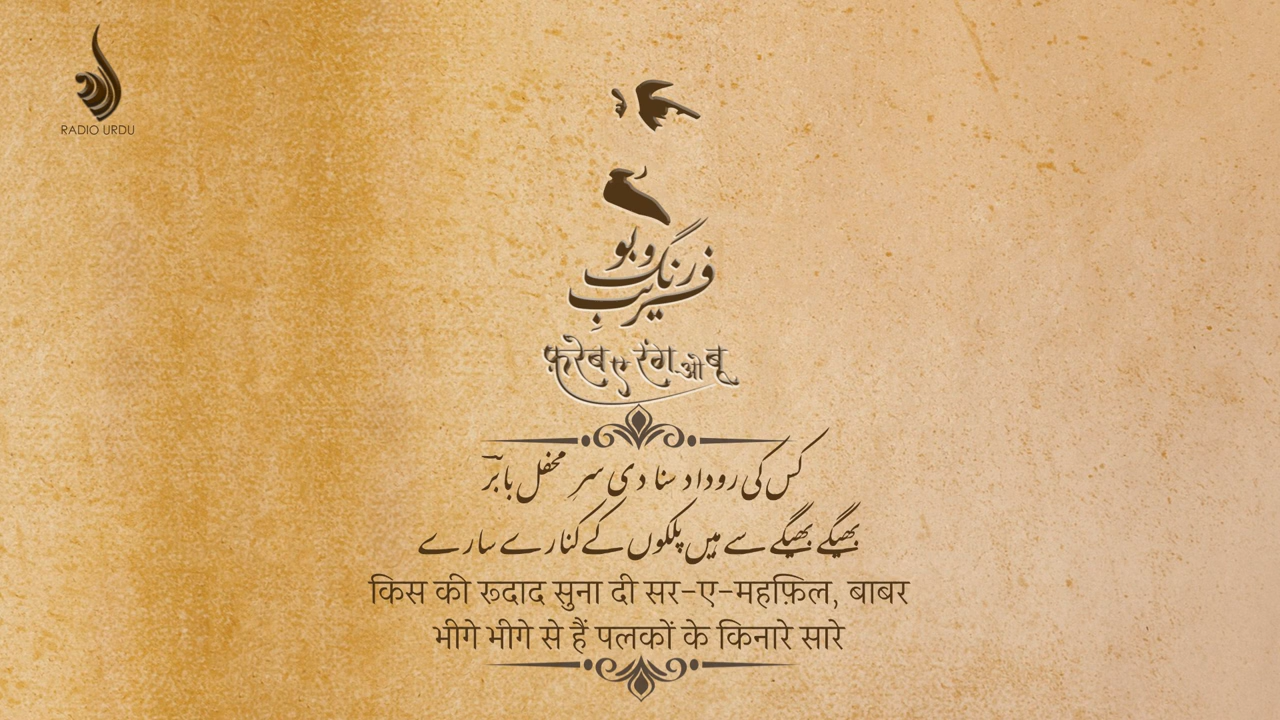 RADIO URDU
فریبِ رنگ و بو
फ़रेब ए रंग-ओ बू
کس کی روداد سنا دی سر محفل بابرؔ
بھیگے بھیگے سے ہیں پلکوں کے کنارے سارے
किस की रूदाद सुना दी सर-ए-महफ़िल, बाबर
भीगे भीगे से हैं पलकों के किनारे सारे